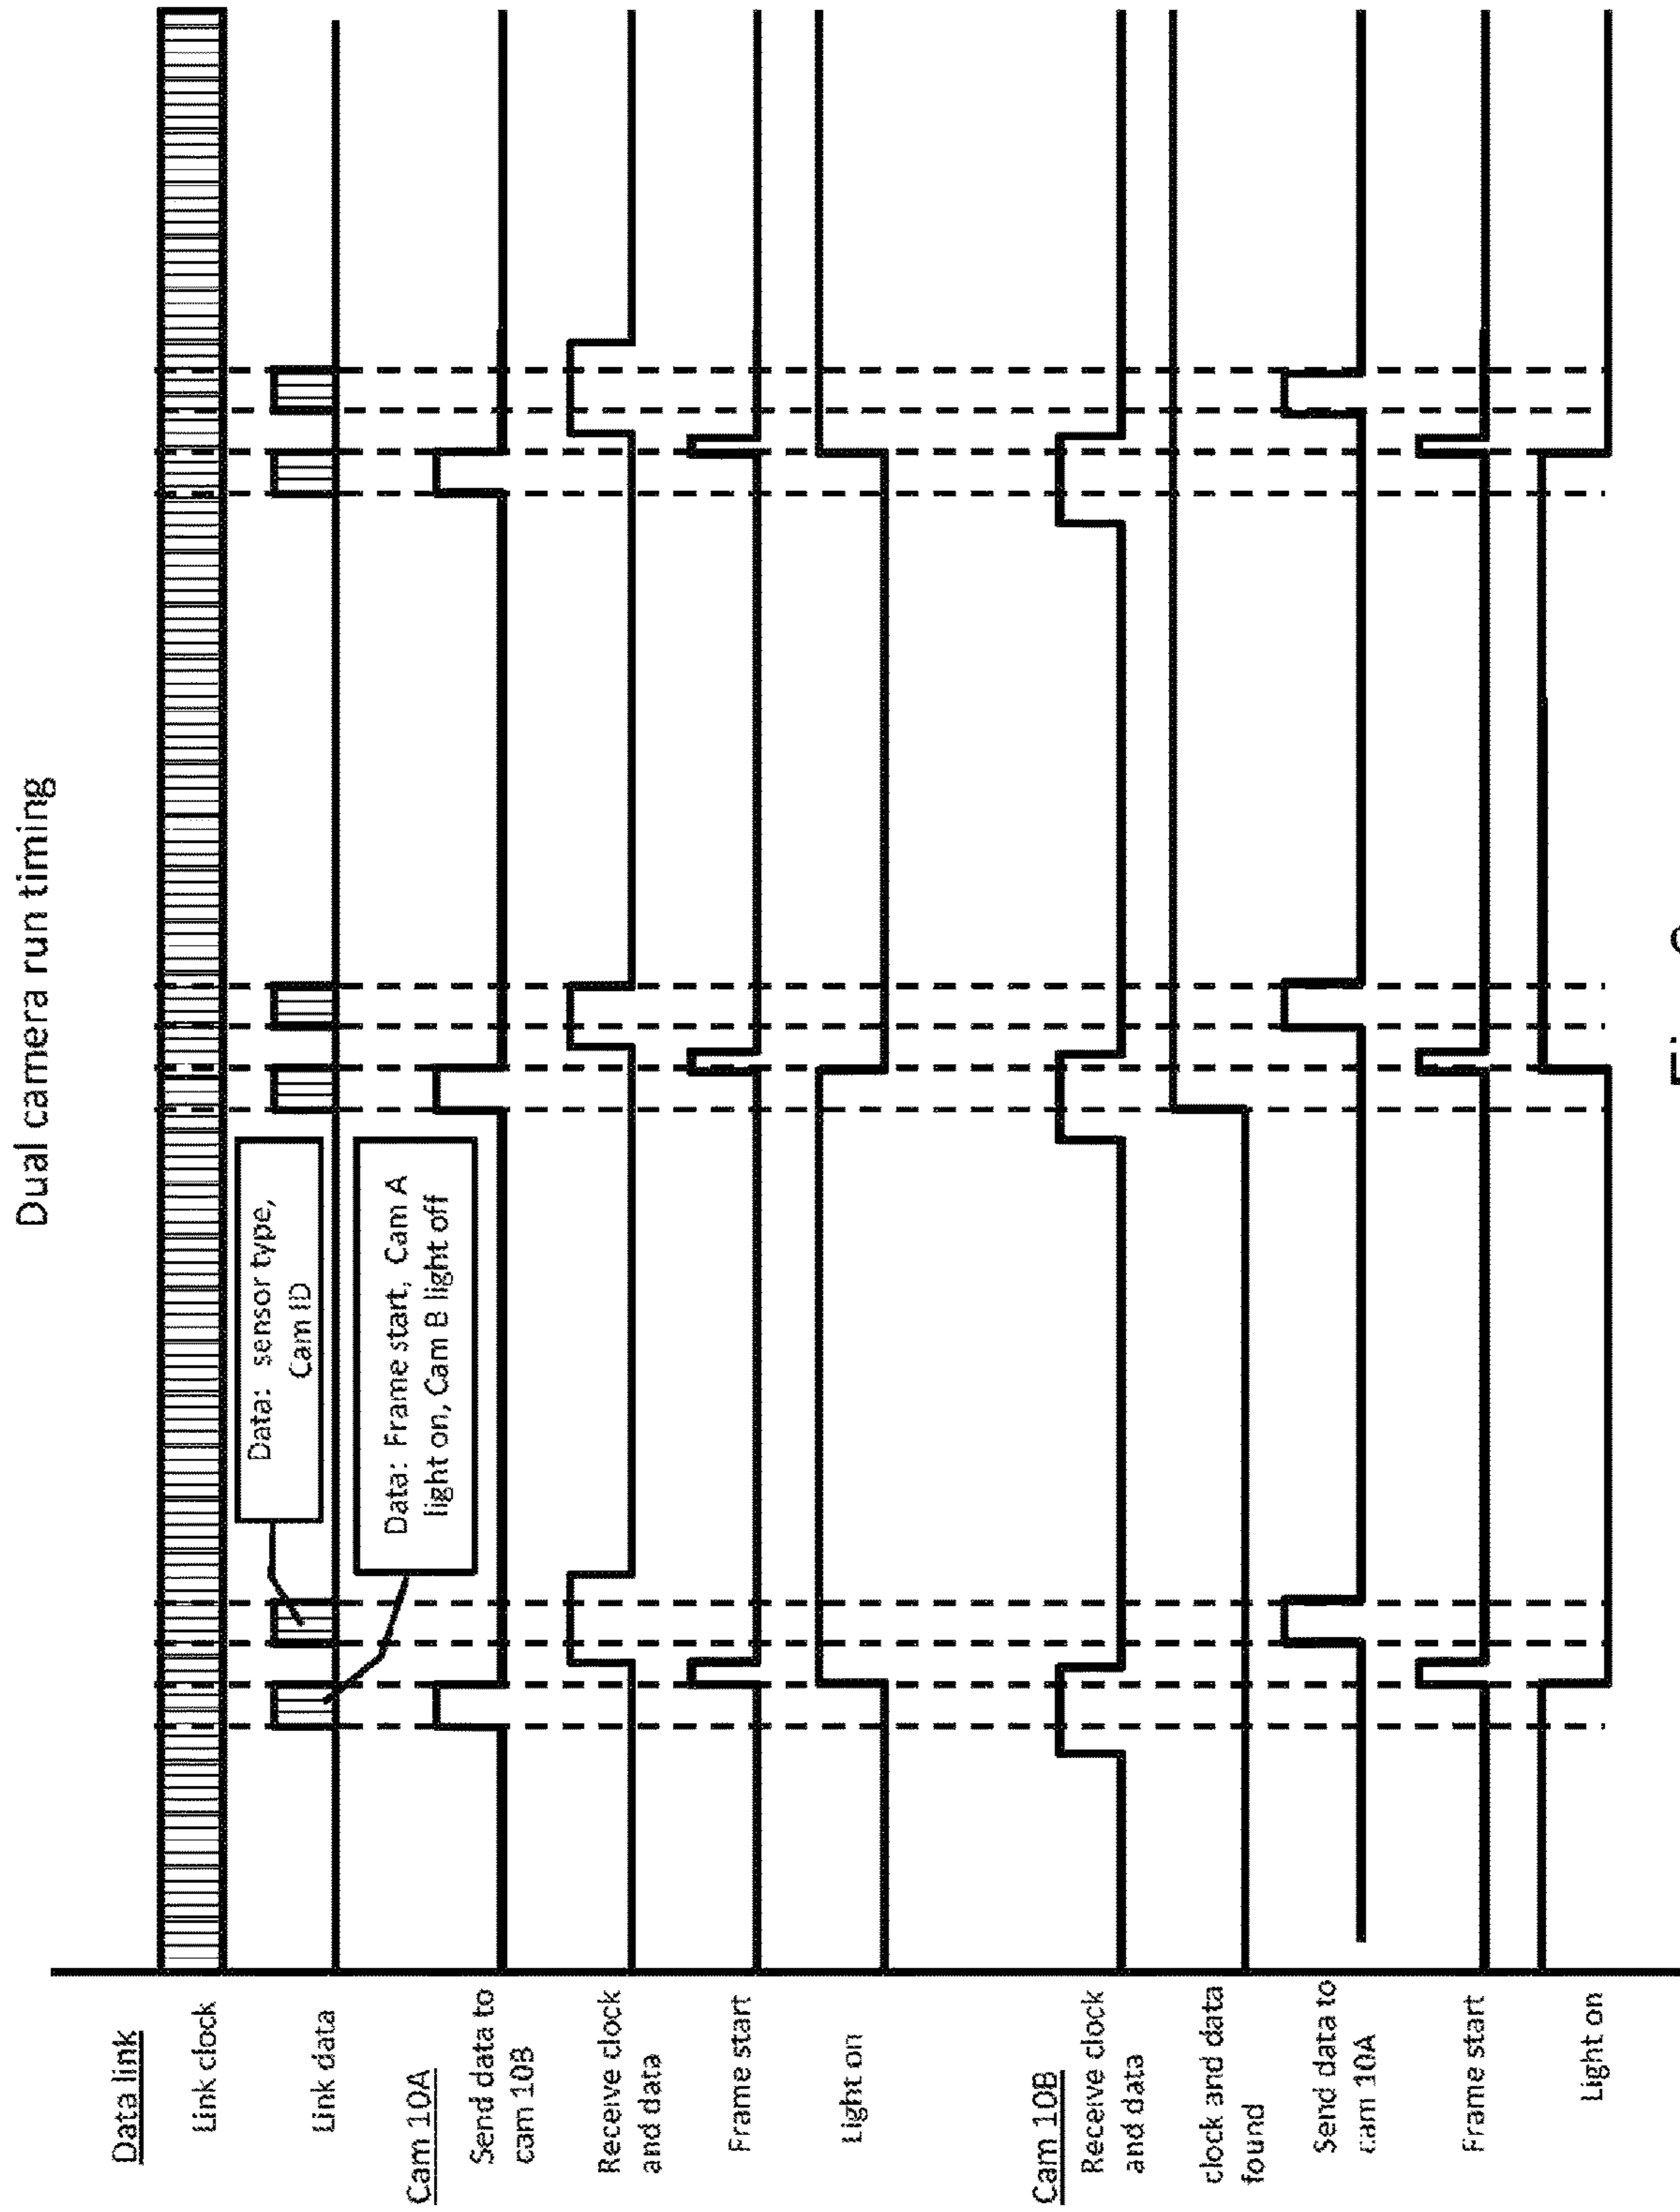 Dual camera run timing
Data link
Link clock
Link data
Data: sensor type,
Cam ID
Data: Frame start, Cam A
light on, Cam B light off
Cam 10A
Send data to
cam 10B
Receive clock
and data
Frame start
Light on
Cam 10B
Receive clock
and data
clock and data
found
Send data to
cam 10A
Frame start
Light on